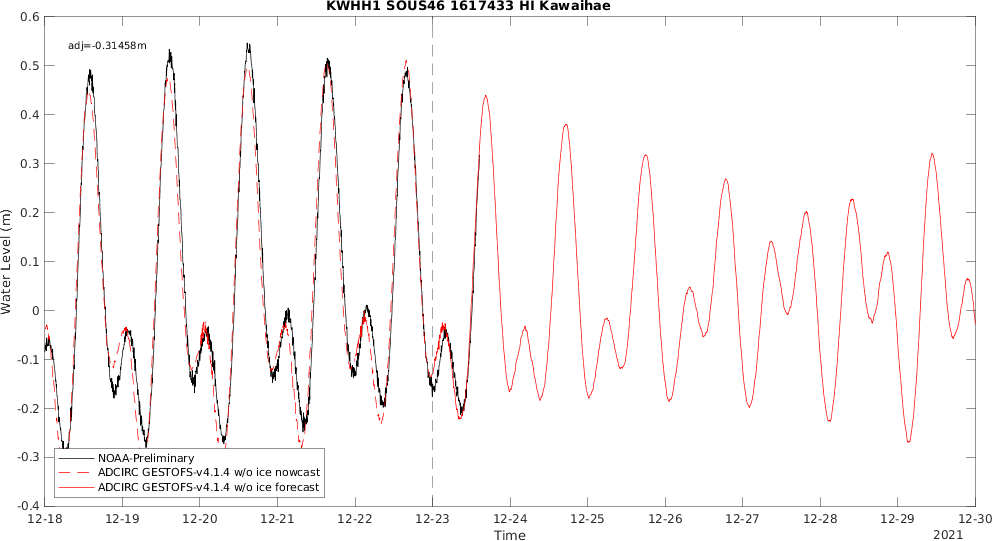 KWHH1 SOUS46 1617433 HI Kawaihae
adj=-0.31458m
Water Level (m)
0.6
0.5
0.4
0.3
0.2
0.1
0
-0.1
-0.2
-0.3
-0.4
NOAA-Preliminary
ADCIRC GESTOFS-v4.1.4 w/o ice nowcast
ADCIRC GESTOFS-v4.1.4 w/o ice forecast
12-18 12-19 12-20 12-21 12-22 12-23 12-24 12-25 12-26 12-27 12-28 12-29 12-30
Time
2021